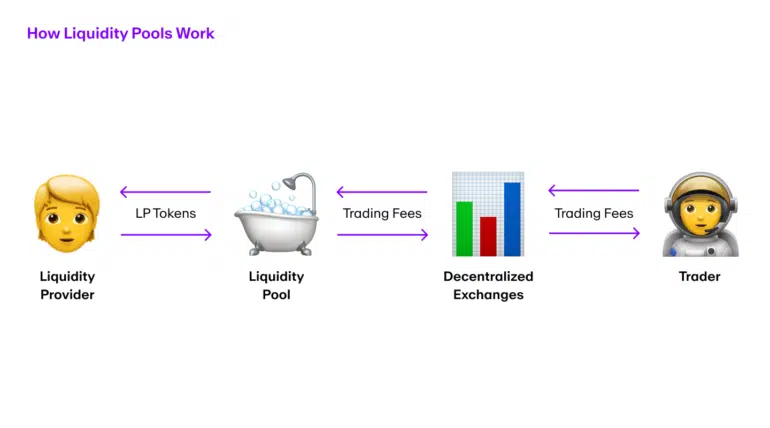 How Liquidity Pools Work
LP Tokens
Trading Fees
Trading Fees
Liquidity
Provider
Liquidity
Pool
Decentralized
Exchanges
Trader